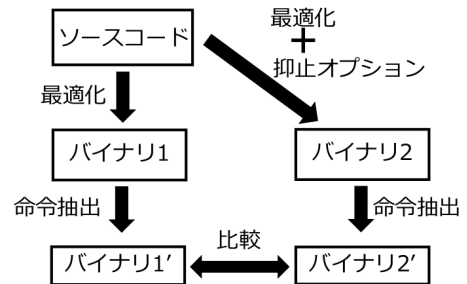 ソースコード
最適化
+
抑止オプション
最適化
バイナリ1
バイナリ2
命令抽出
命令抽出
比較
バイナリ1′
バイナリ2′